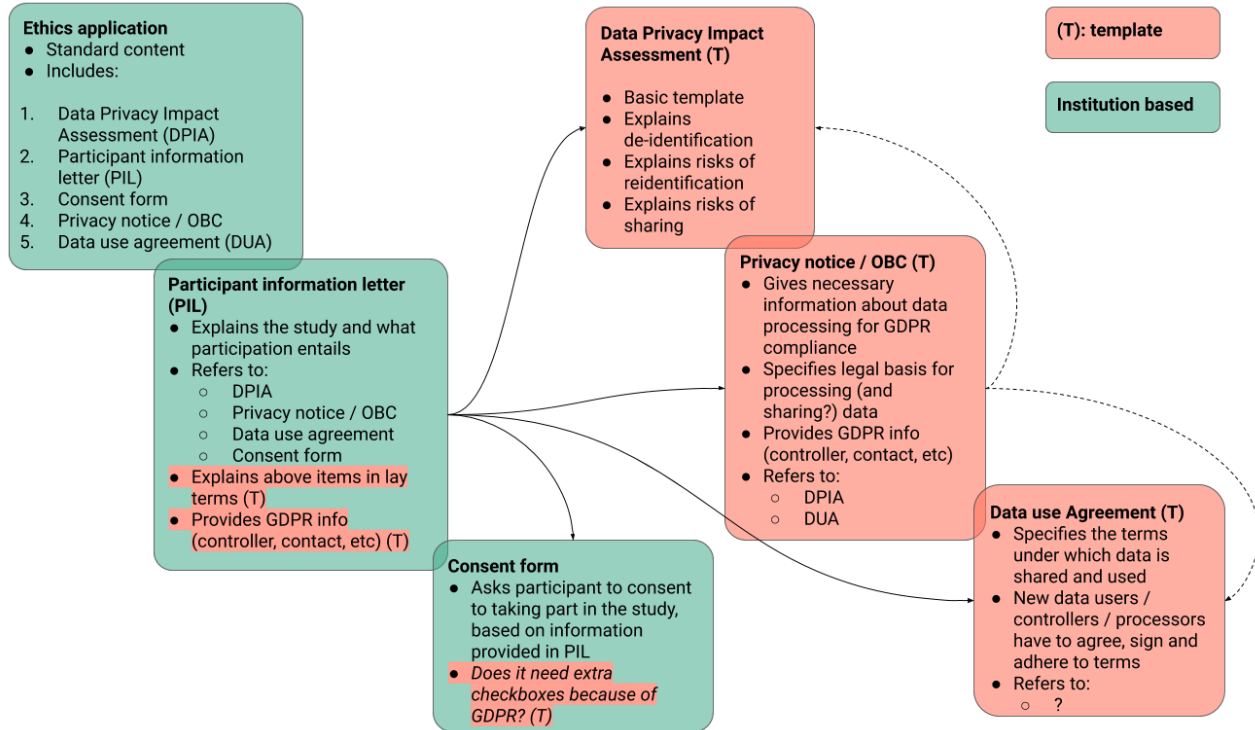 Ethics application
● Standard content
● Includes:
1. Data Privacy Impact
Assessment (DPIA)
2. Participant information
letter (PIL)
3. Consent form
4. Privacy notice / OBC
5. Data use agreement (DUA)
Participant information letter
(PIL)
● Explains the study and what
participation entails
● Refers to:
○ DPIA
○ Privacy notice / OBC
○ Data use agreement
○ Consent form
● Explains above items in lay
terms (T)
● Provides GDPR info
(controller, contact, etc) (T)
Consent form
● Asks participant to consent
to taking part in the study,
based on information
provided in PIL
● Does it need extra
checkboxes because of
GDPR? (T)
Data Privacy Impact
Assessment (T)
● Basic template
● Explains
de-identification
● Explains risks of
reidentification
● Explains risks of
sharing
Privacy notice / OBC (T)
● Gives necessary
information about data
processing for GDPR
compliance
● Specifies legal basis for
processing (and
sharing?) data
● Provides GDPR info
(controller, contact, etc)
● Refers to:
○ DPIA
○ DUA
Data use Agreement (T)
● Specifies the terms
under which data is
shared and used
● New data users /
controllers / processors
have to agree, sign and
adhere to terms
● Refers to:
○ ?
(T): template
Institution based